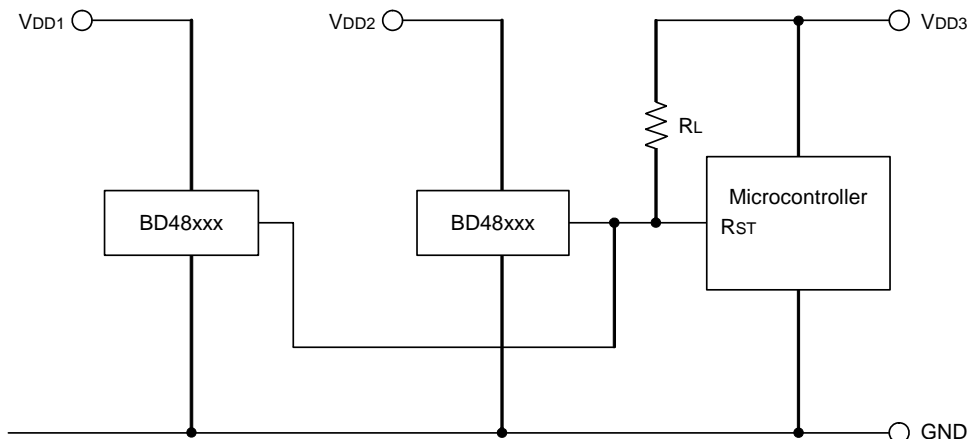 VDD1
VDD2
VDD3
RL
Microcontroller
RST
BD48xxx
BD48xxx
GND